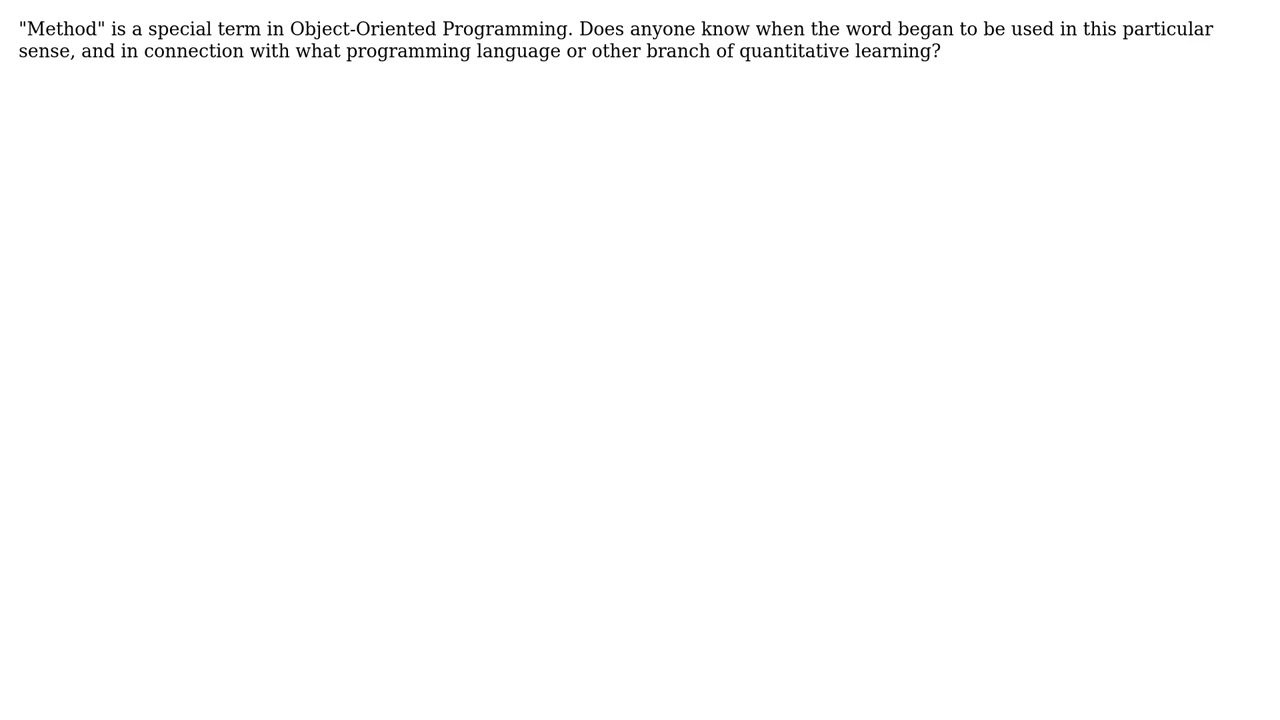 "Method" is a special term in Object-Oriented Programming. Does anyone know when the word began to be used in this particular
sense, and in connection with what programming language or other branch of quantitative learning?